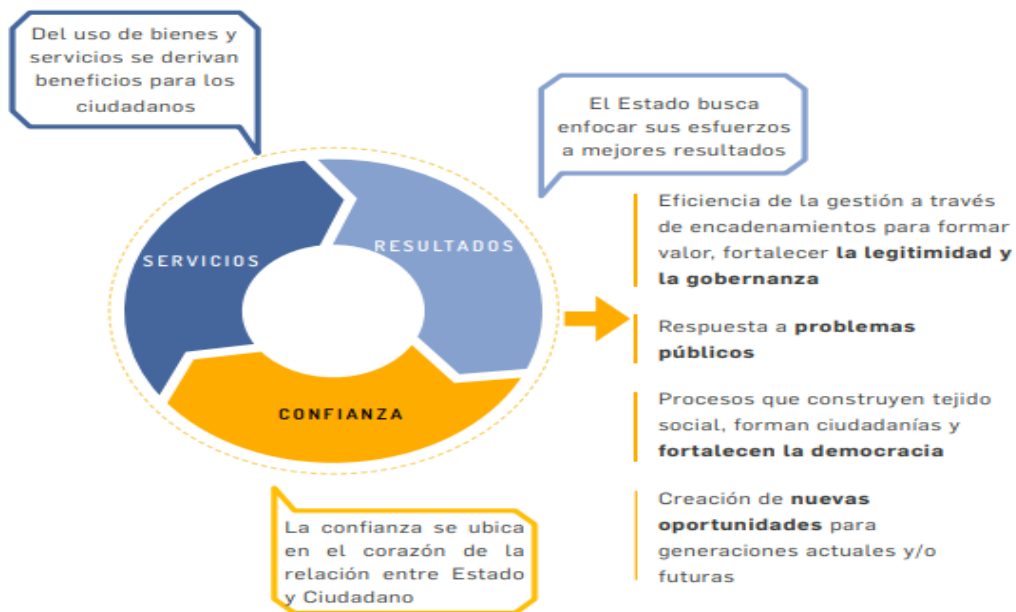 Del uso de bienes y
servicios se derivan
beneficios para los
ciudadanos
El Estado busca
enfocar sus esfuerzos
a mejores resultados
SERVICIOS
RESULTADOS
CONFIANZA
Eficiencia de la gestión a través
de encadenamientos para formar
valor, fortalecer la legitimidad y
la gobernanza
Respuesta a problemas
públicos
Procesos que construyen tejido
social, forman ciudadanías y
fortalecen la democracia
Creación de nuevas
oportunidades para
generaciones actuales y/o
futuras
La confianza se ubica
en el corazón de la
relación entre Estado
y Ciudadano